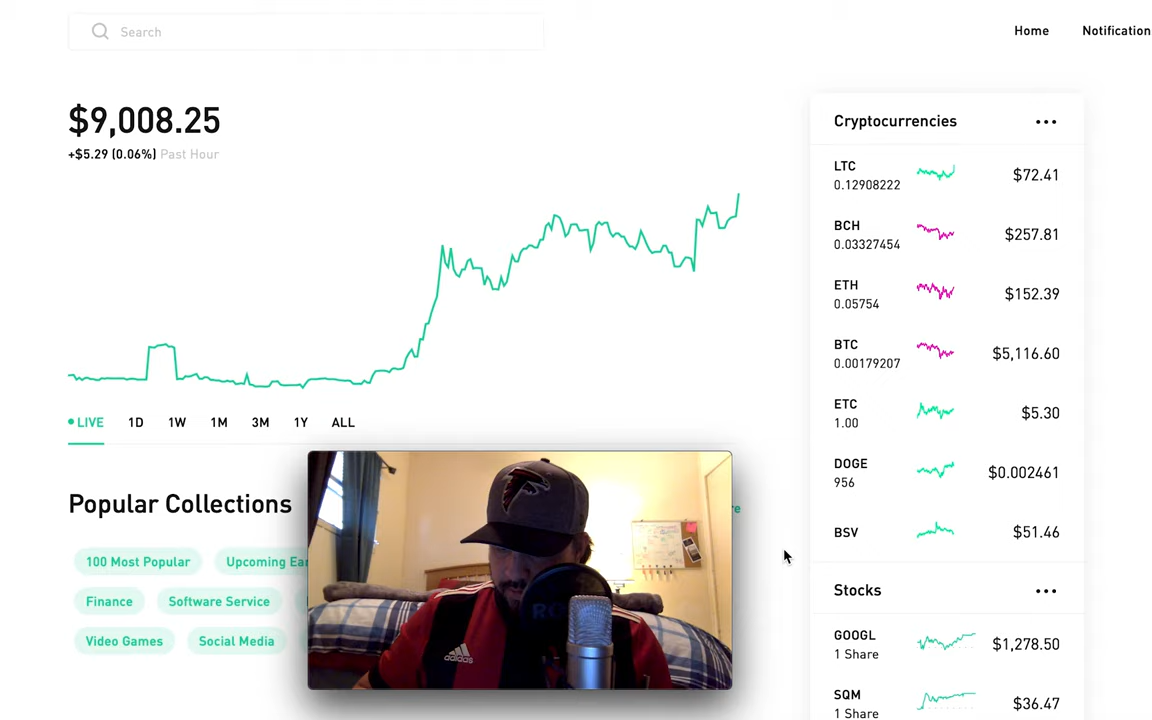 Search
Home
Notification
$9,008.25
+$5.29 (0.06%) Past Hour
LIVE
1D
1W
1M
3M
1Y
ALL
Popular Collections
100 Most Popular
Upcoming Ear
Finance
Software Service
Video Games
Social Media
re
adidas
Cryptocurrencies
LTC
0.12908222
$72.41
BCH
0.03327454
$257.81
ETH
0.05754
$152.39
BTC
0.00179207
$5,116.60
ETC
1.00
$5.30
DOGE
956
$0.002461
BSV
$51.46
Stocks
GOOGL
1 Share
$1,278.50
SQM
1 Share
$36.47